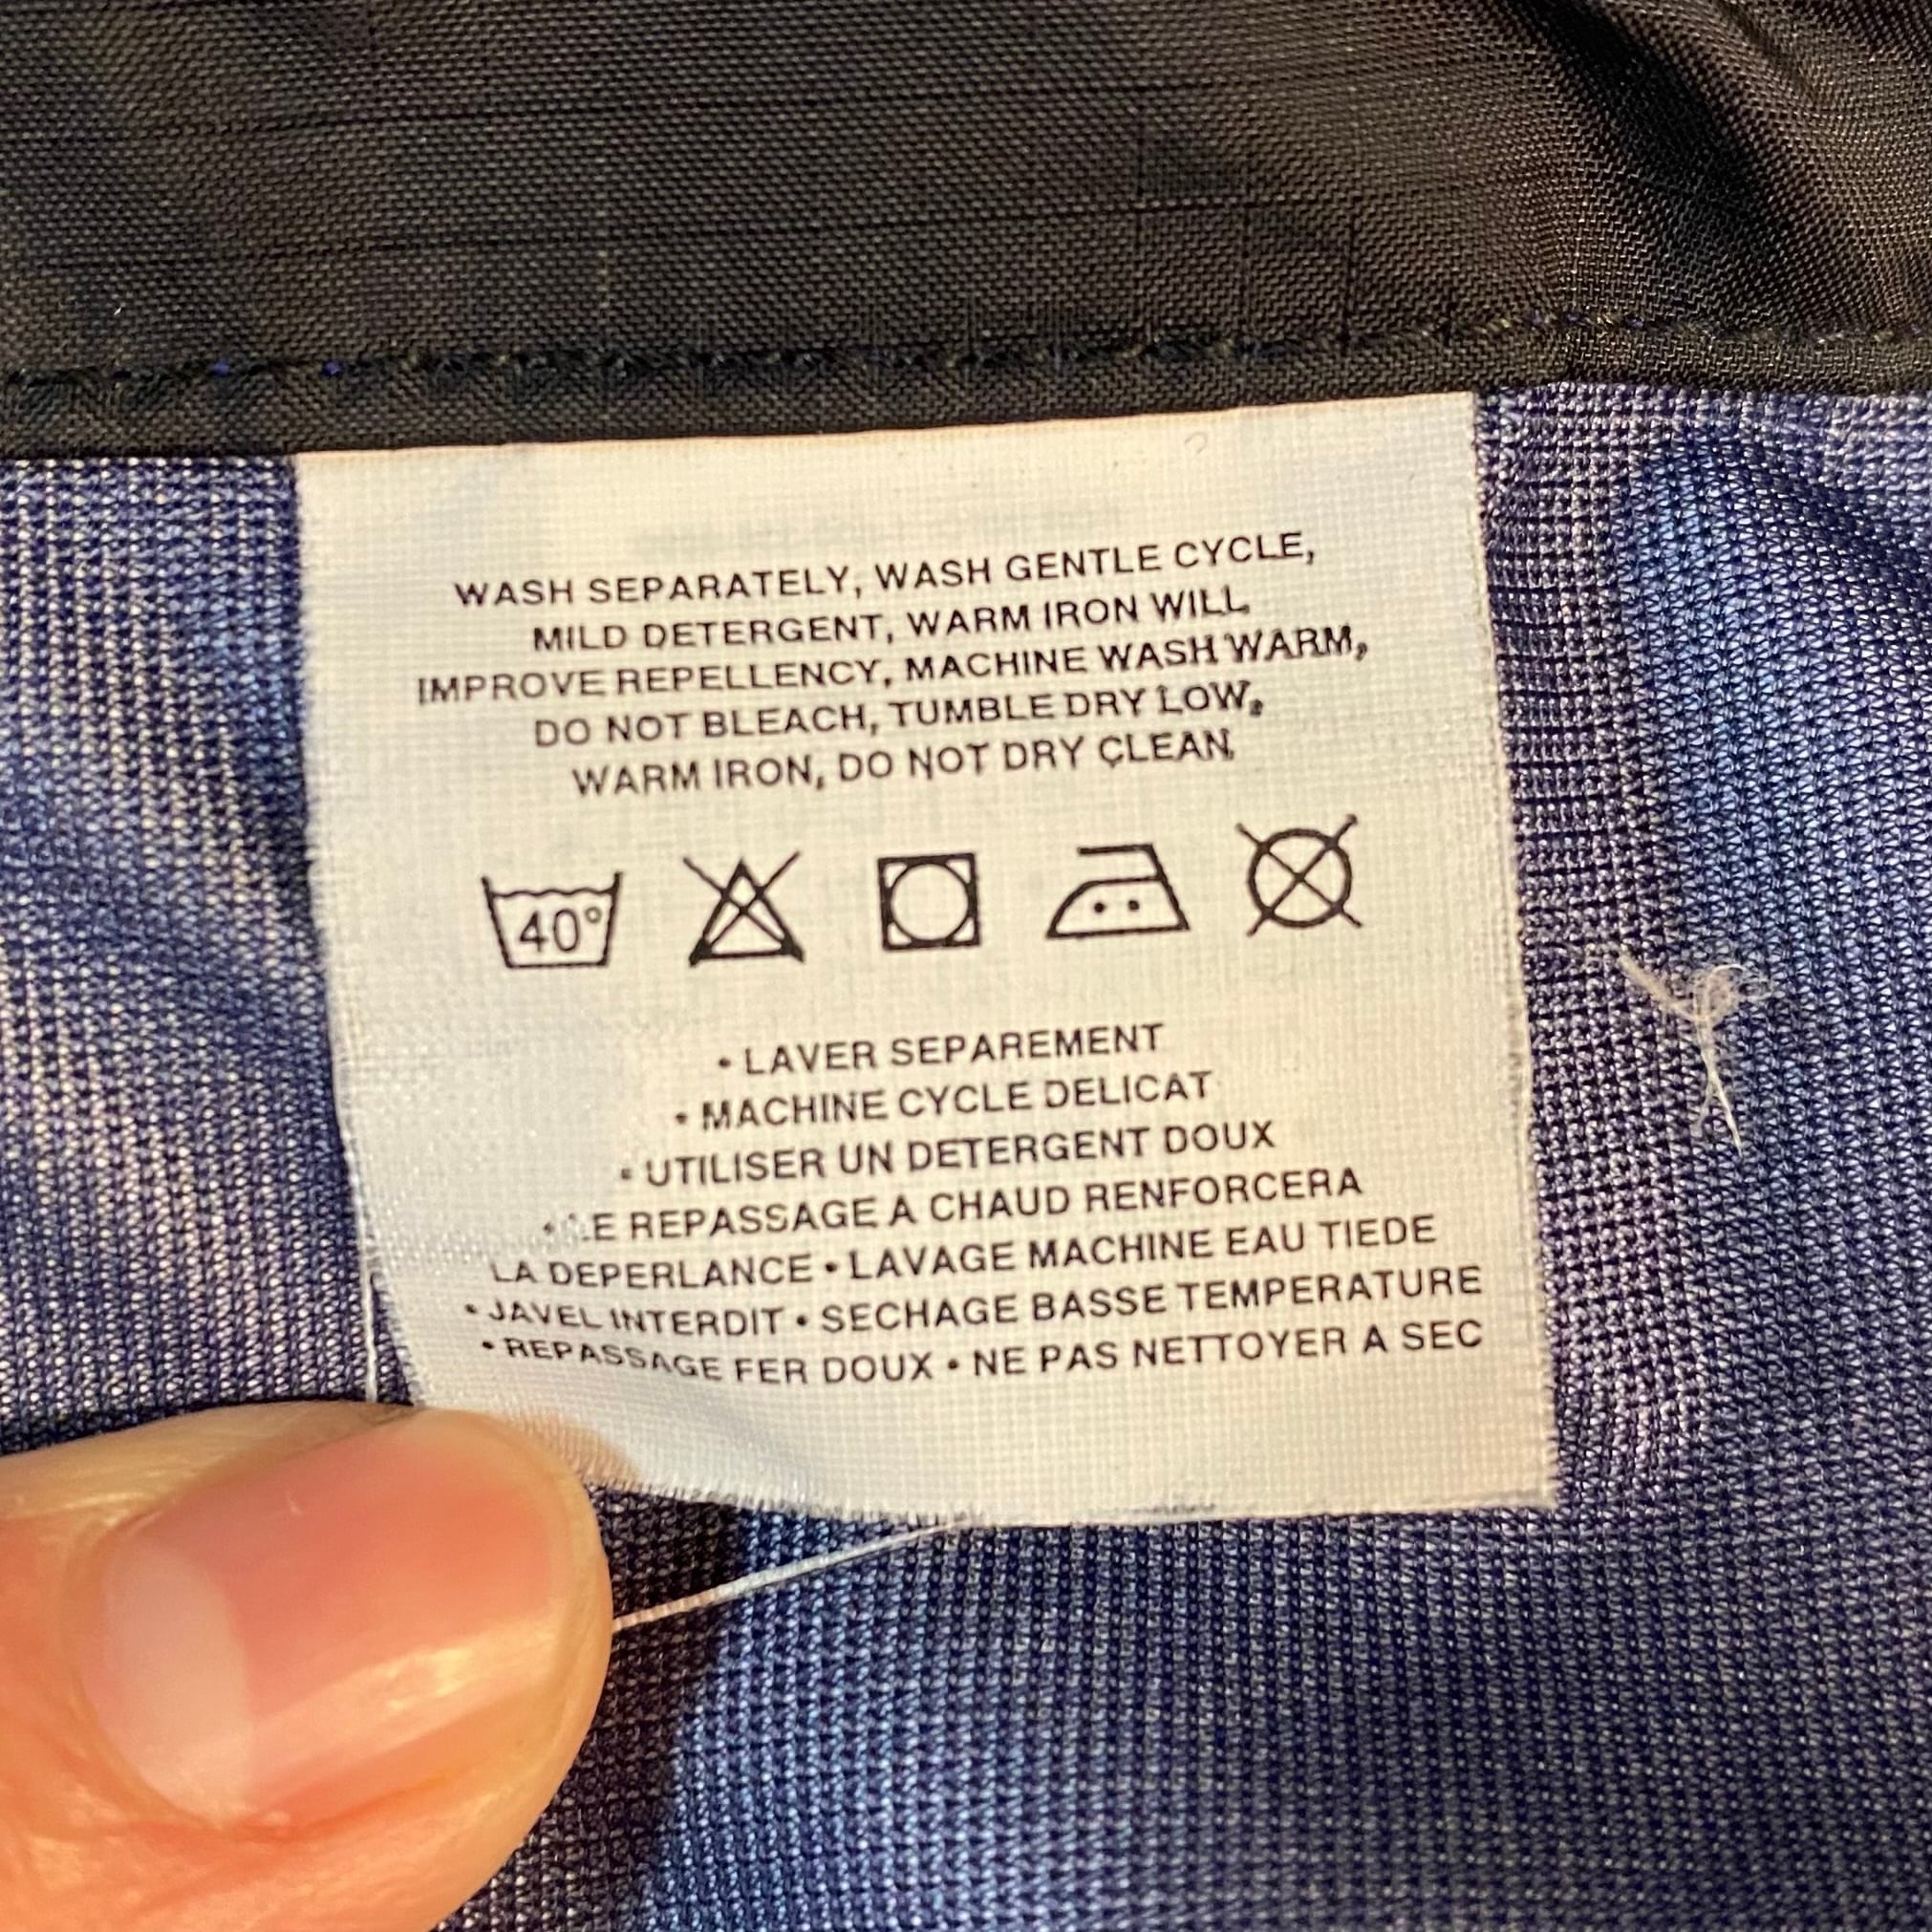 WASH SEPARATELY, WASH GENTLE CYCLE,
MILD DETERGENT, WARM IRON WILL
IMPROVE REPELLENCY, MACHINE WASH WARM,
DO NOT BLEACH, TUMBLE DRY LOW,
WARM IRON, DO NOT DRY CLEAN
40°
• LAVER SEPAREMENT
• MACHINE CYCLE DELICAT
• UTILISER UN DETERGENT DOUX
• LE REPASSAGE A CHAUD RENFORCERA
LA DEPERLANCE • LAVAGE MACHINE EAU TIEDE
• JAVEL INTERDIT • SECHAGE BASSE TEMPERATURE
• REPASSAGE FER DOUX • NE PAS NETTOYER A SEC